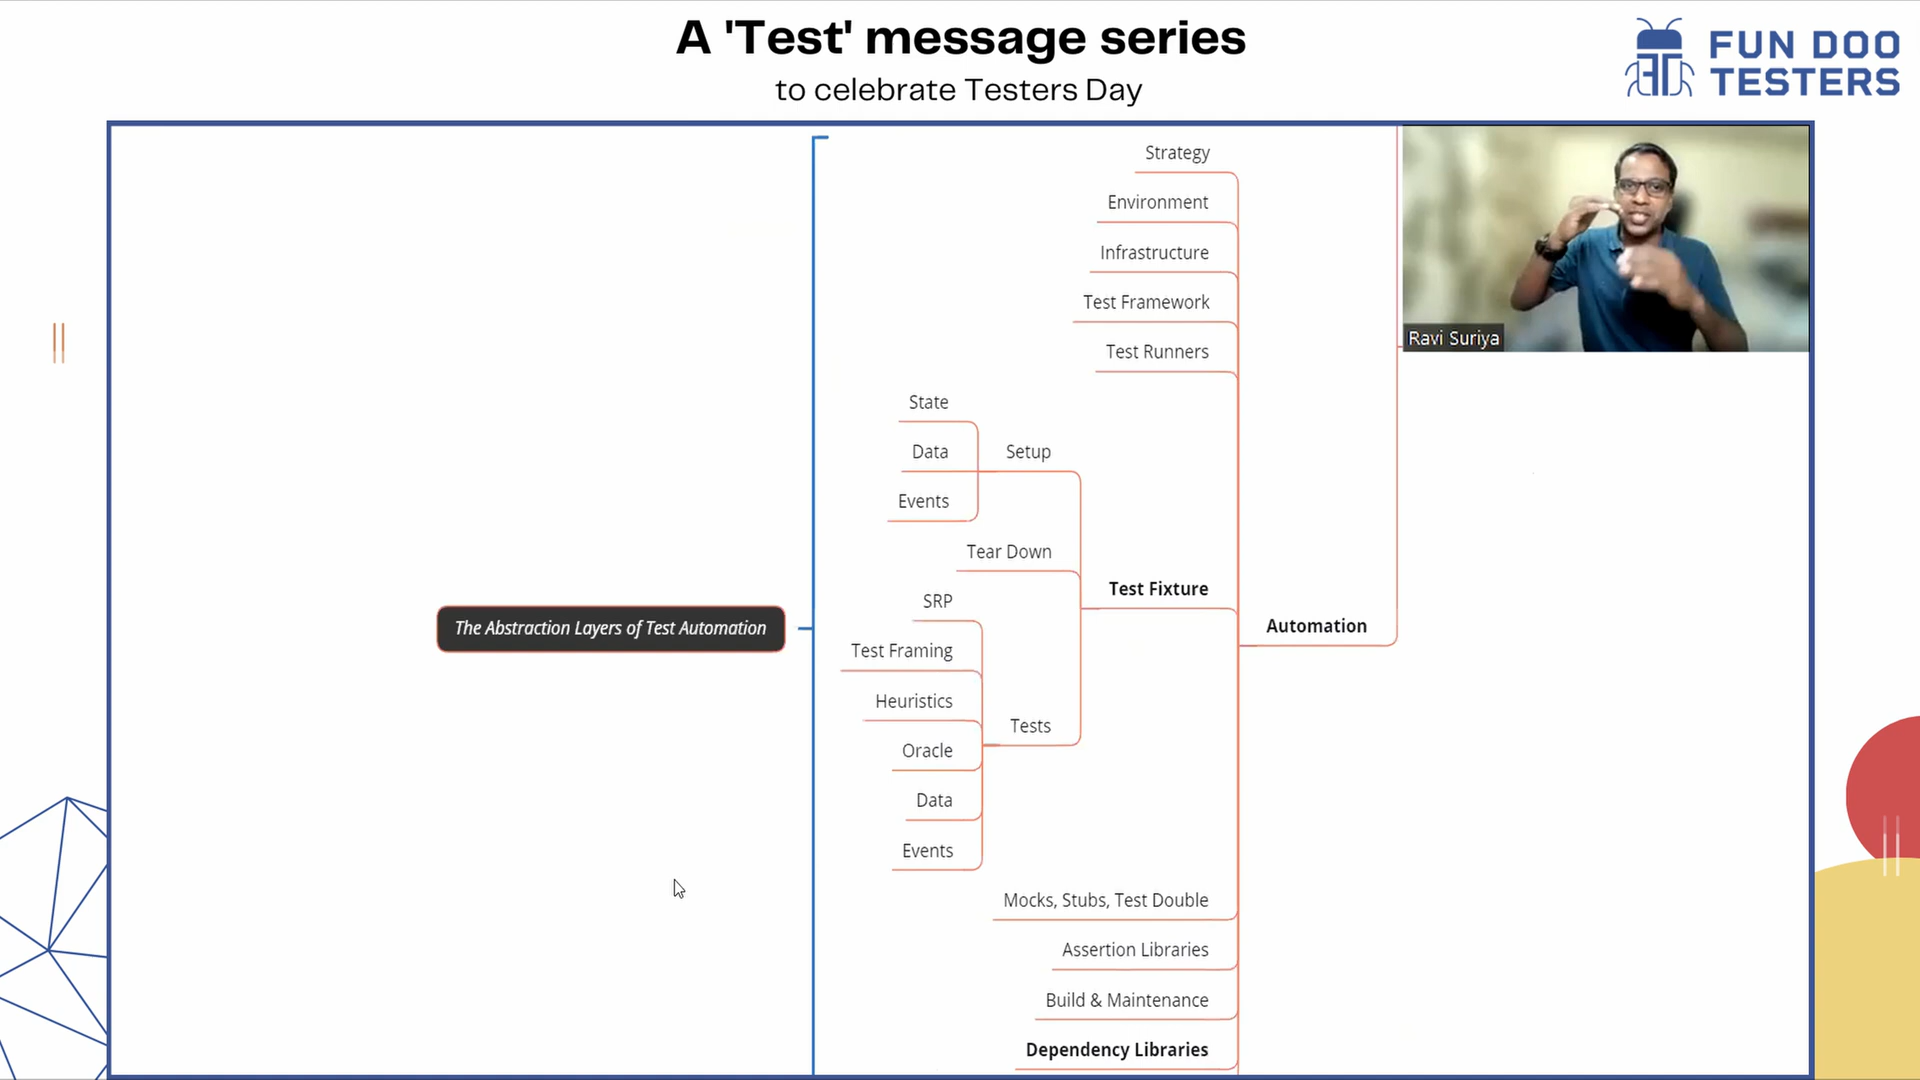 A 'Test' message series
to celebrate Testers Day
FUN DOO
TESTERS
Strategy
Environment
Infrastructure
Test Framework
Test Runners
Ravi Suriya
State
Data
Setup
Events
Tear Down
Test Fixture
SRP
The Abstraction Layers of Test Automation
Automation
Test Framing
Heuristics
Tests
Oracle
Data
Events
Mocks, Stubs, Test Double
Assertion Libraries
Build & Maintenance
Dependency Libraries